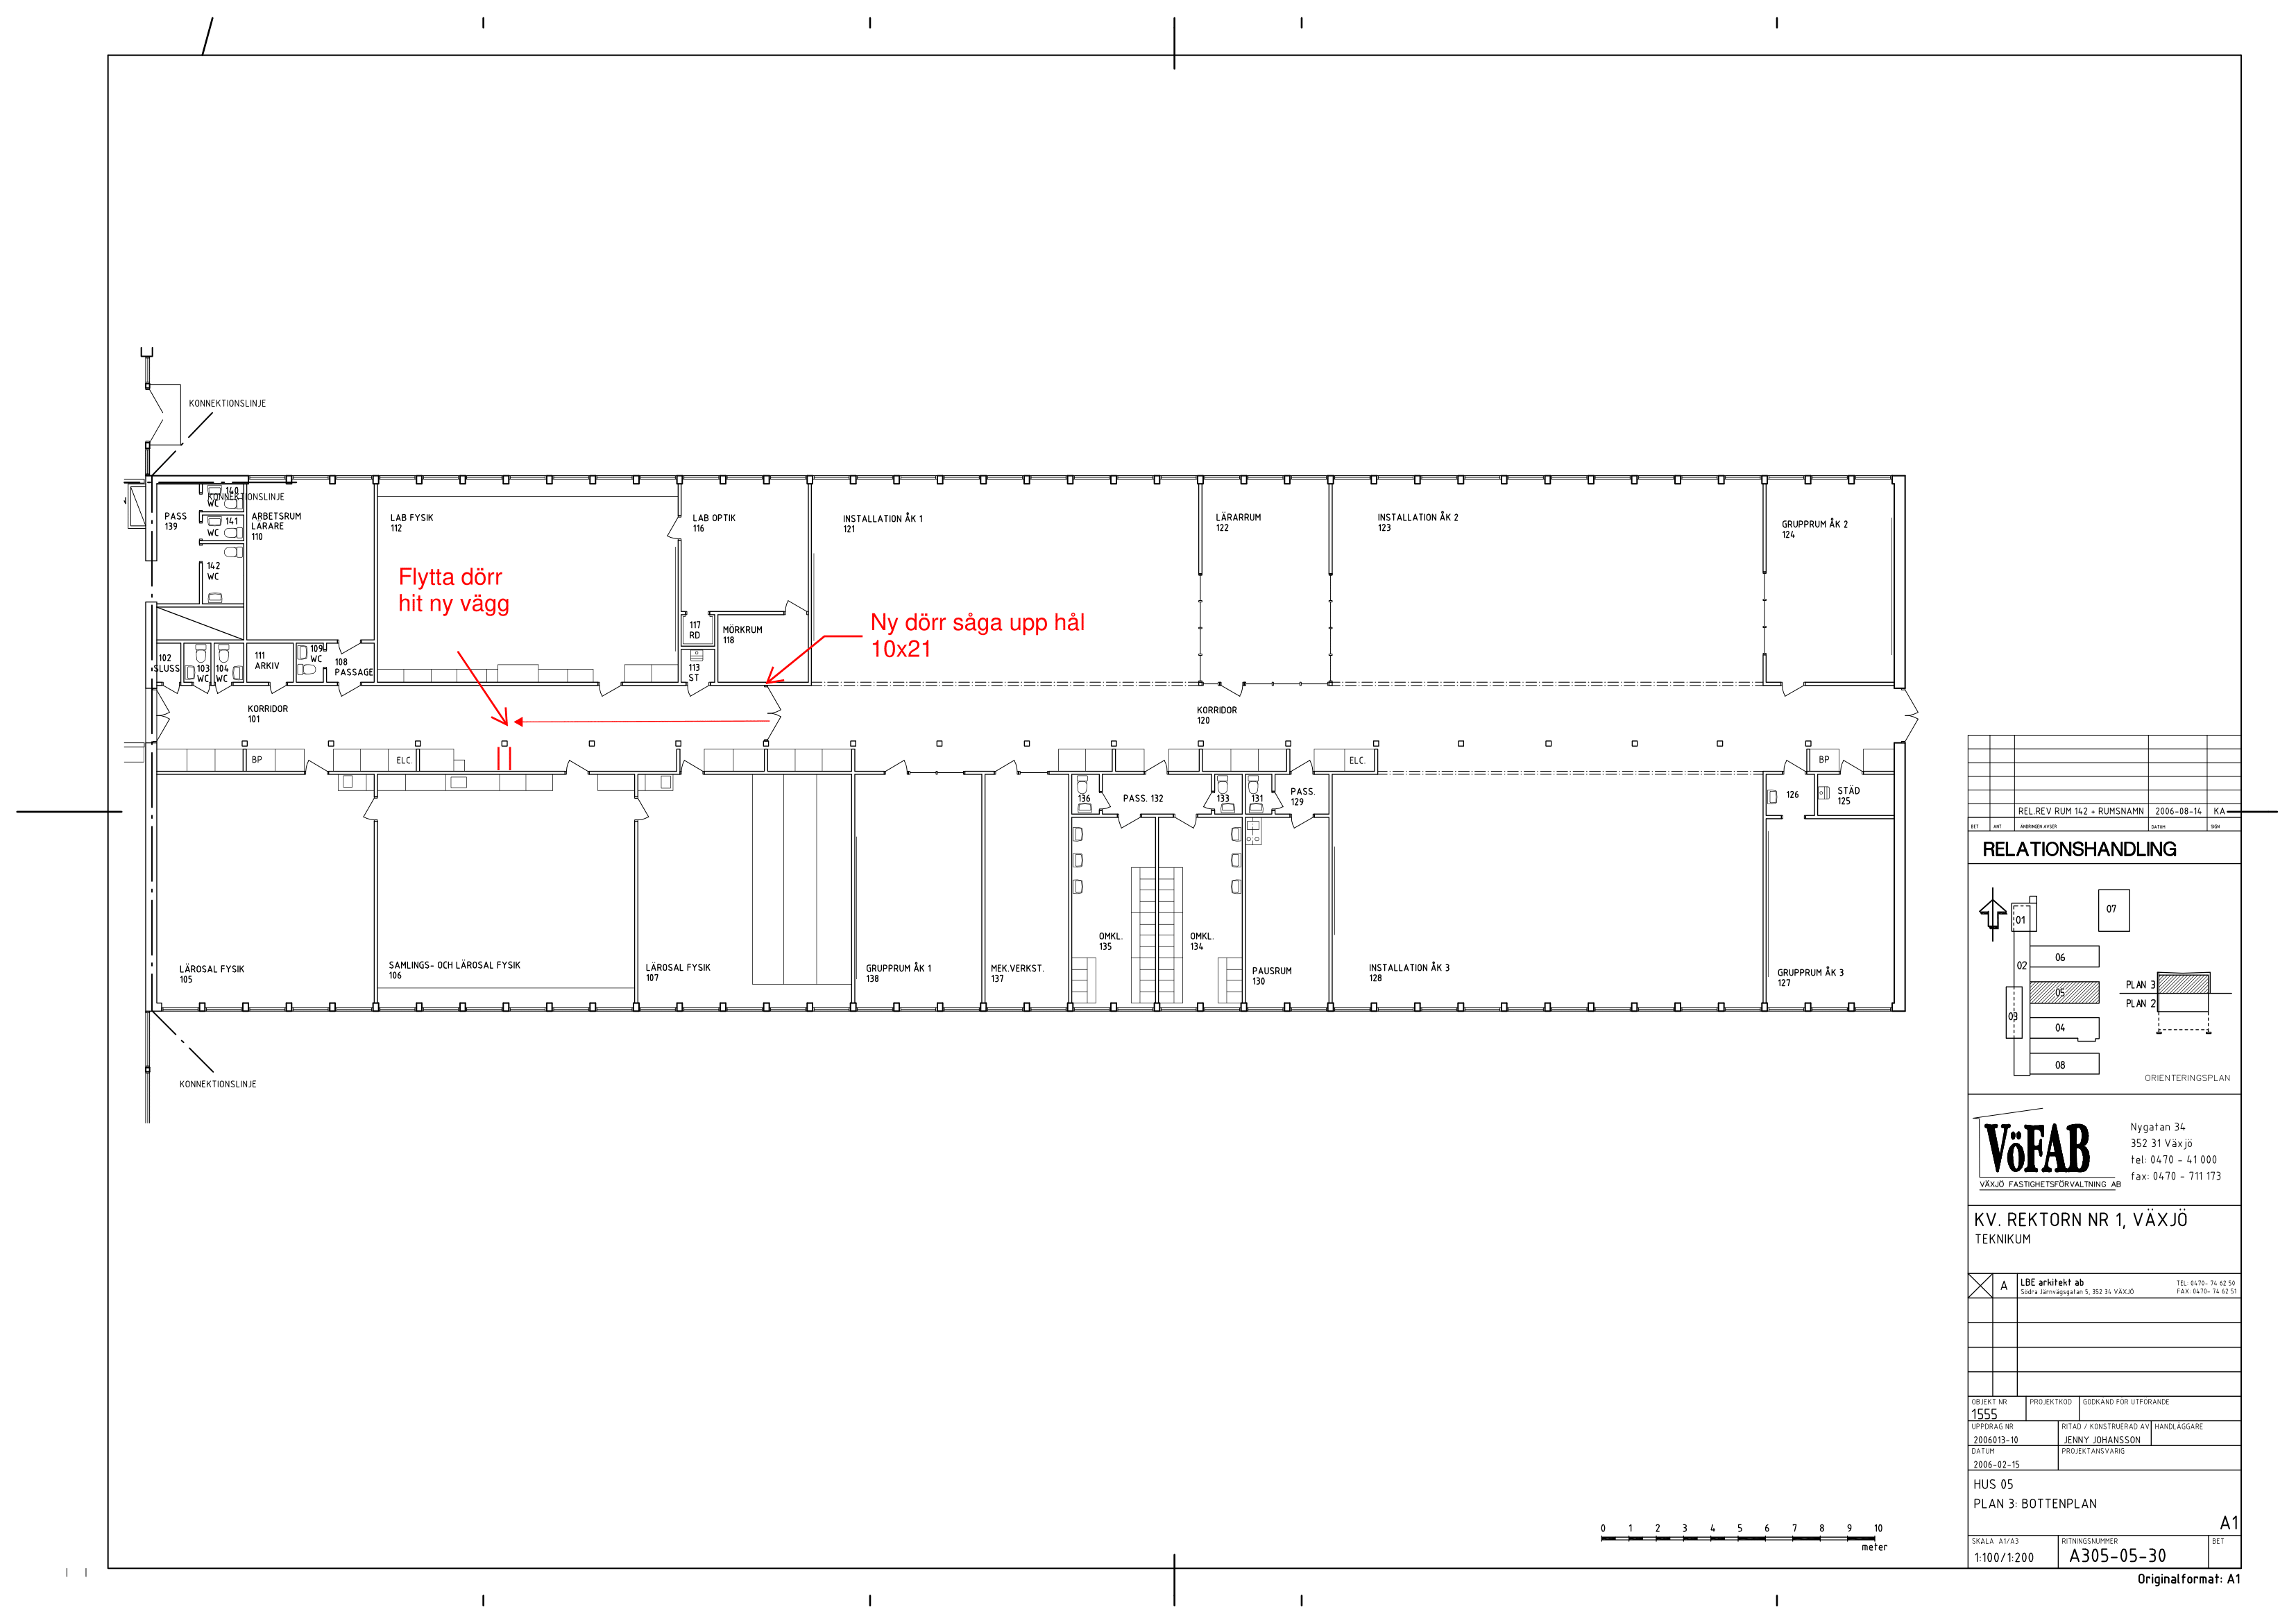 KONNEKTIONSLINJE
KONNEKTIONSLINJE
PASS
139
140
WC
141
WC
142
WC
ARBETSRUM
LÄRARE
110
LAB FYSIK
112
LAB OPTIK
116
INSTALLATION ÅK 1
121
LÄRARRUM
122
INSTALLATION ÅK 2
123
GRUPPRUM ÅK 2
124
Flytta dörr
hit ny vägg
Ny dörr såga upp hål
10x21
117
RD
MÖRKRUM
118
102
SLUSS
103
WC
104
WC
111
ARKIV
109
WC
108
PASSAGE
113
ST
KORRIDOR
101
KORRIDOR
120
BP
ELC.
ELC.
BP
136
PASS. 132
133
131
PASS.
129
126
STÄD
125
LÄROSAL FYSIK
105
SAMLINGS- OCH LÄROSAL FYSIK
106
LÄROSAL FYSIK
107
GRUPPRUM ÅK 1
138
MEK.VERKST.
137
OMKL.
135
OMKL.
134
PAUSRUM
130
INSTALLATION ÅK 3
128
GRUPPRUM ÅK 3
127
KONNEKTIONSLINJE
0 1 2 3 4 5 6 7 8 9 10
meter
REL.REV RUM 142 + RUMSNAMN 2006-08-14 KA
BET ANT ÄNDRINGEN AVSER DATUM SIGN
RELATIONSHANDLING
01
07
06
02
05
03
04
08
PLAN 3
PLAN 2
ORIENTERINGSPLAN
VöFAB
VÄXJÖ FASTIGHETSFÖRVALTNING AB
Nygatan 34
352 31 Växjö
tel: 0470 - 41 000
fax: 0470 - 711 173
KV. REKTORN NR 1, VÄXJÖ
TEKNIKUM
A LBE arkitekt ab TEL: 0470- 74 62 50
Södra Järnvägsgatan 5, 352 34 VÄXJÖ FAX: 0470- 74 62 51
OBJEKT NR PROJEKTKOD GODKÄND FÖR UTFÖRANDE
1555
UPPDRAG NR RITAD / KONSTRUERAD AV HANDLÄGGARE
2006013-10 JENNY JOHANSSON
DATUM PROJEKTANSVARIG
2006-02-15
HUS 05
PLAN 3: BOTTENPLAN
A1
SKALA A1/A3 RITNINGSNUMMER BET
1:100/1:200 A305-05-30
Originalformat: A1